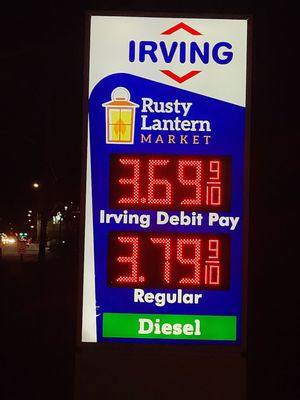 IRVING
Rusty
Lantern
MARKET
3.69 9/10
Irving Debit Pay
3.79 9/10
Regular
Diesel